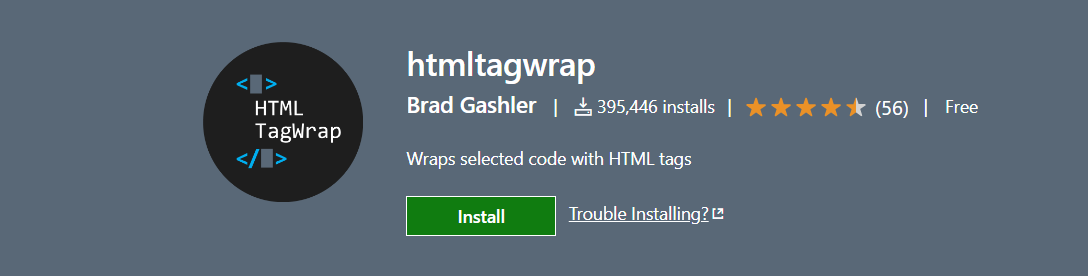 < >
HTML
TagWrap
</ >
htmltagwrap
Brad Gashler | 395,446 installs | (56) | Free
Wraps selected code with HTML tags
Install Trouble Installing?